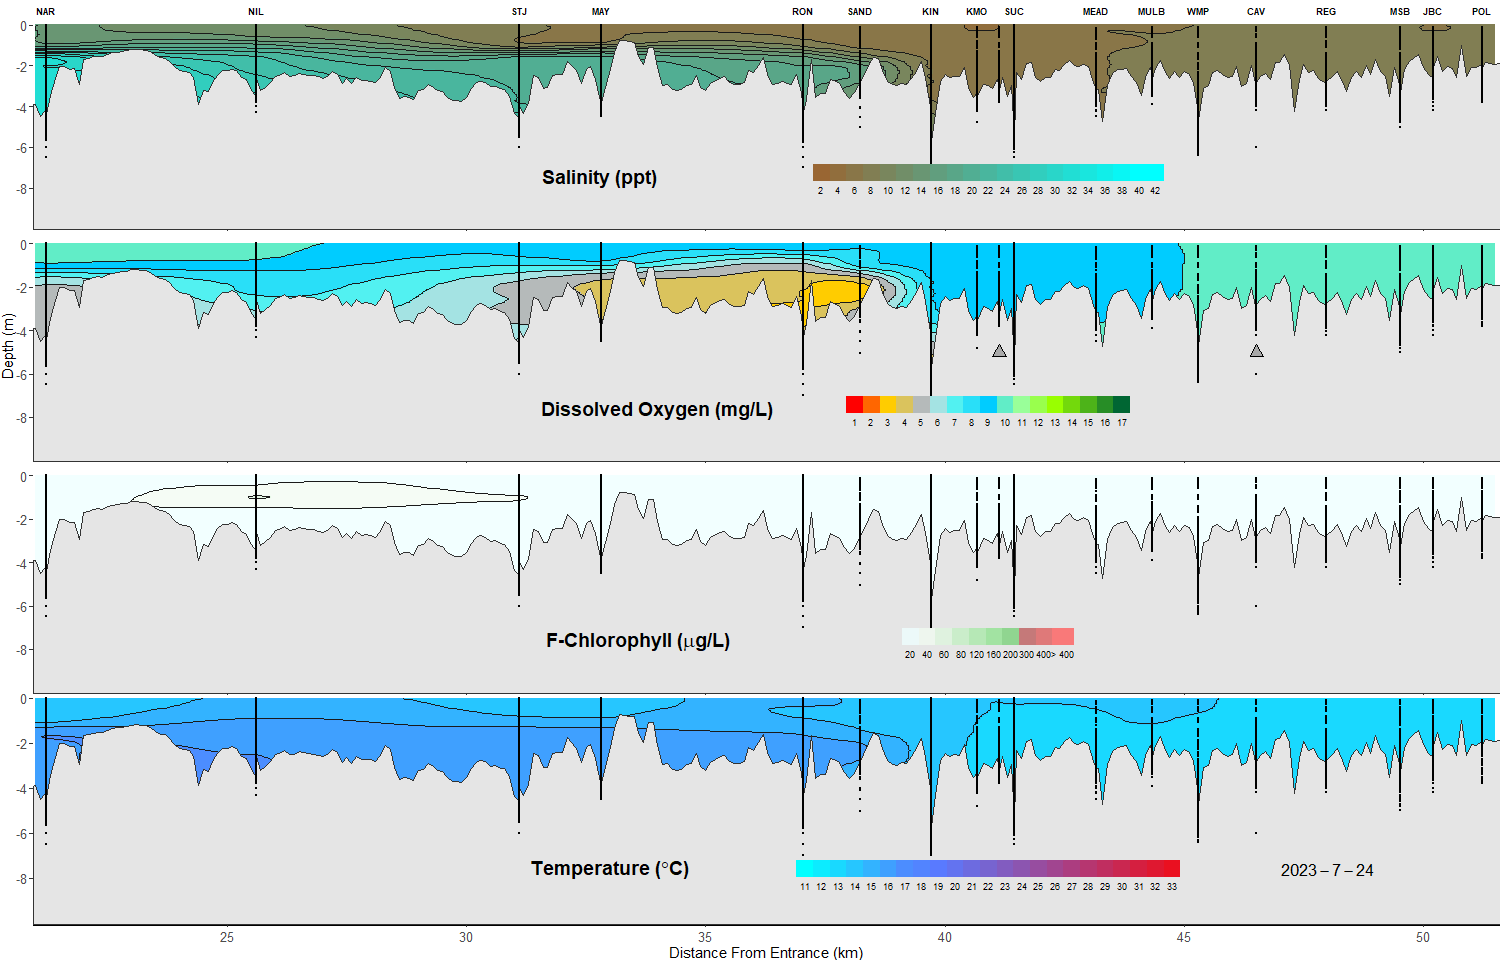 NAR NIL STJ MAY RON SAND KIN KMO SUC MEAD MULB WMP CAV REG MSB JBC POL
0
-2
-4
-6
-8
Salinity (ppt)
2 4 6 8 10 12 14 16 18 20 22 24 26 28 30 32 34 36 38 40 42
0
-2
-4
-6
-8
Depth (m)
Dissolved Oxygen (mg/L)
1 2 3 4 5 6 7 8 9 10 11 12 13 14 15 16 17
0
-2
-4
-6
-8
F-Chlorophyll (µg/L)
20 40 60 80 120 160 200 300 400> 400
0
-2
-4
-6
-8
Temperature (°C)
11 12 13 14 15 16 17 18 19 20 21 22 23 24 25 26 27 28 29 30 31 32 33
2023 – 7 – 24
25 30 35 40 45 50
Distance From Entrance (km)